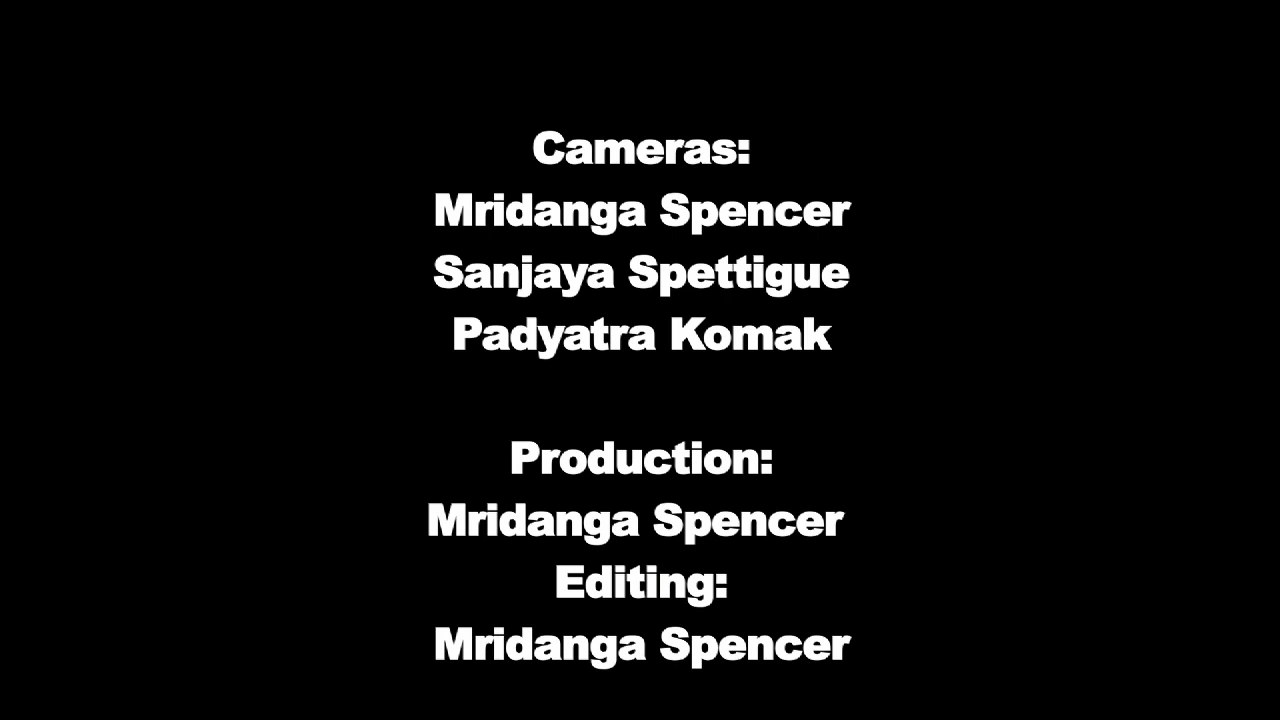 Cameras:
Mridanga Spencer
Sanjaya Spettigue
Padyatra Komak
Production:
Mridanga Spencer
Editing:
Mridanga Spencer